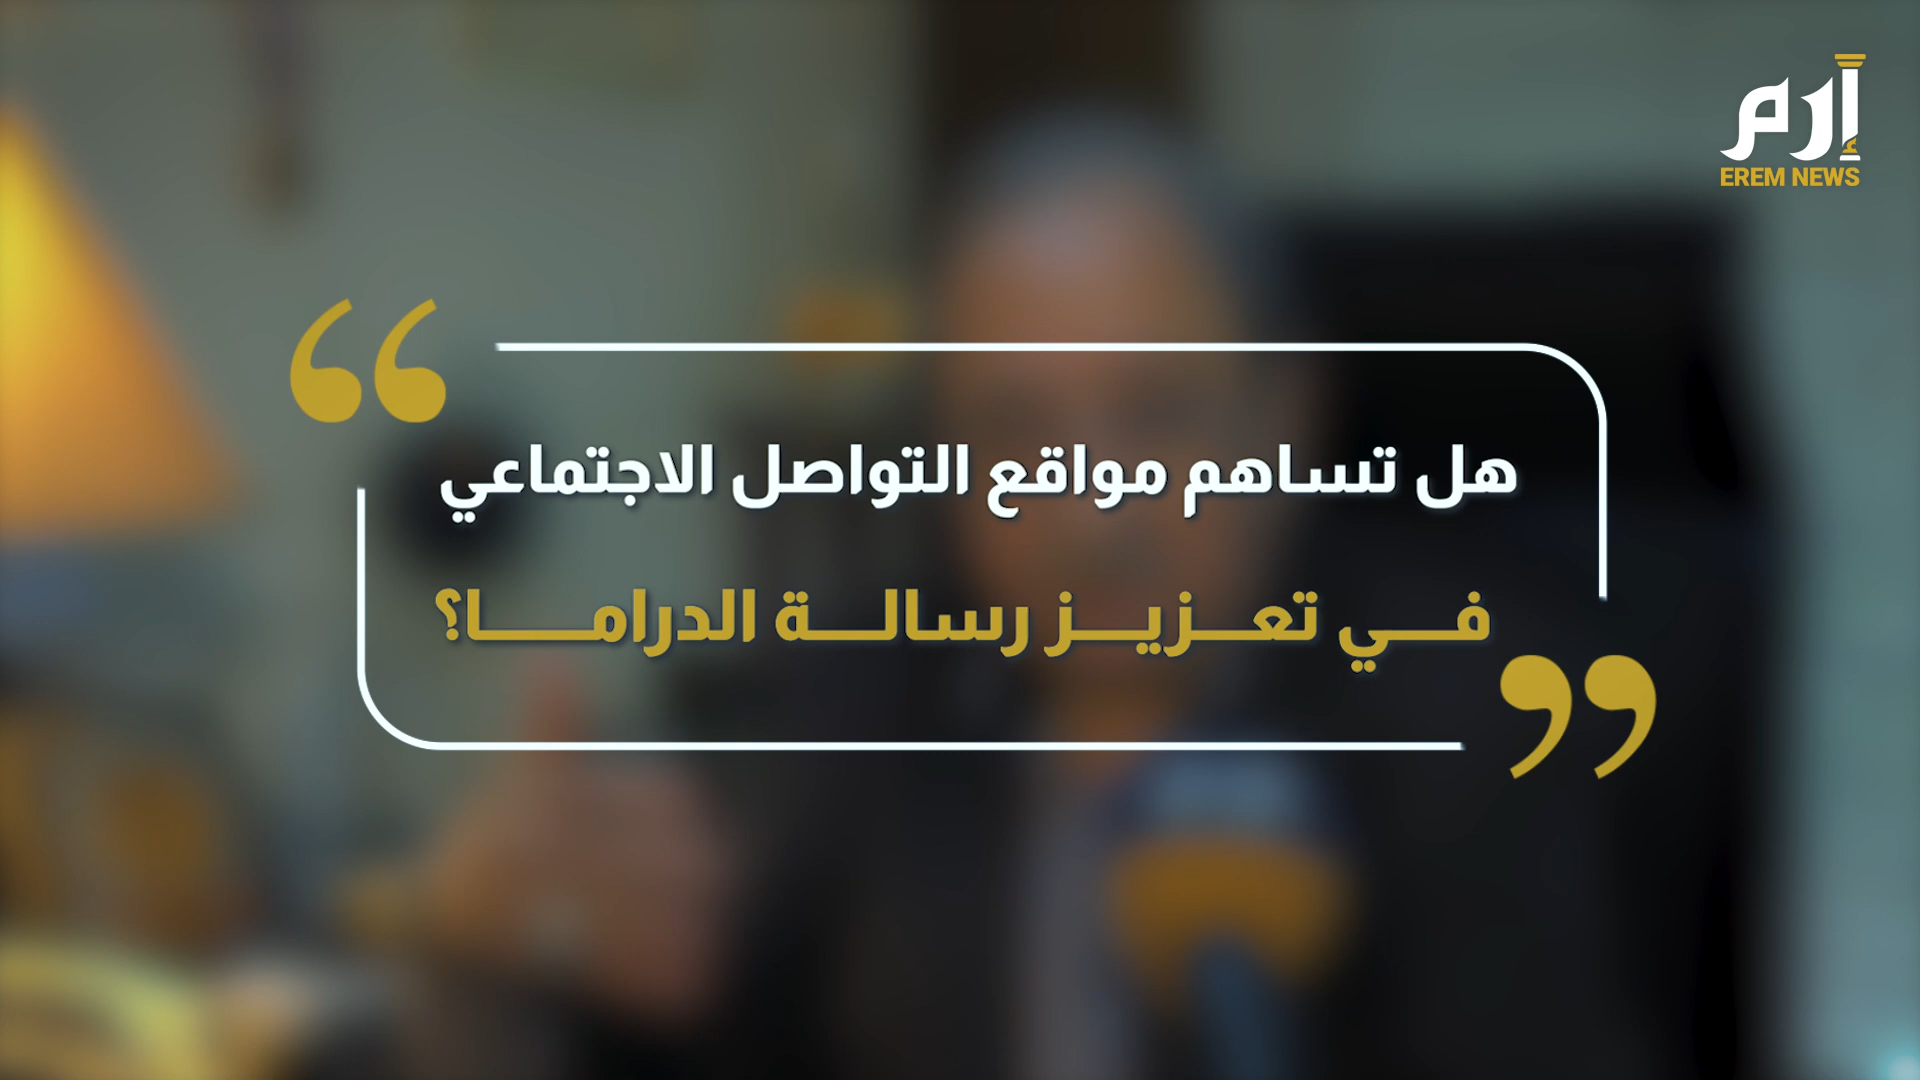 إرم
EREM NEWS
هل تساهم مواقع التواصل الاجتماعي
في تعزيز رسالة الدراما؟